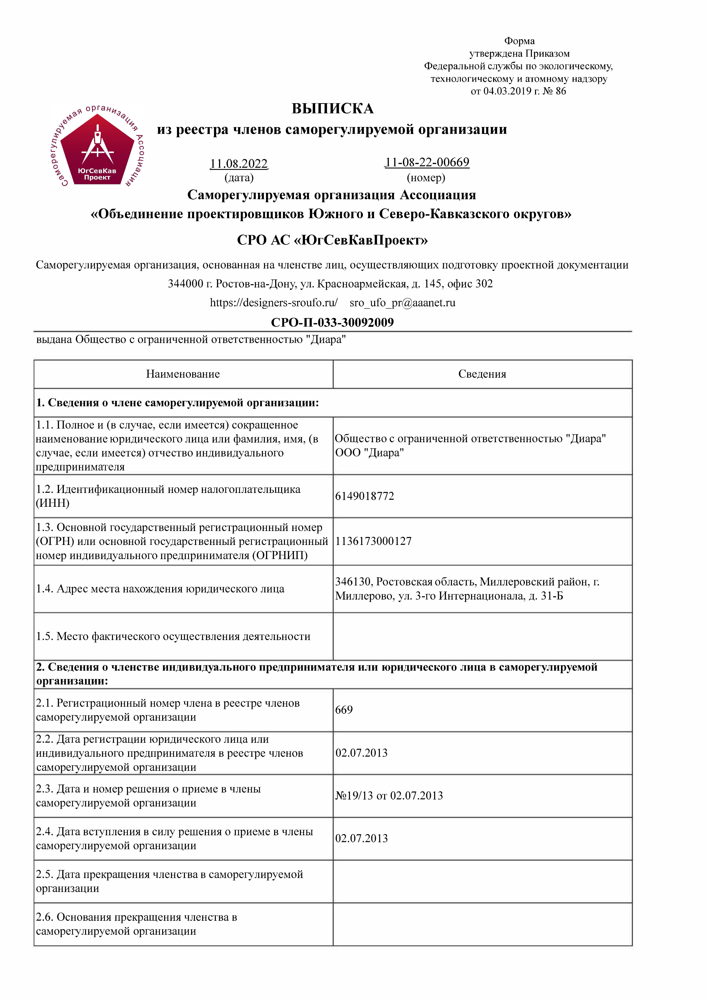 Форма
утверждена Приказом
Федеральной службы по экологическому,
технологическому и атомному надзору
от 04.03.2019 г. № 86
ВЫПИСКА
из реестра членов саморегулируемой организации
Саморегулируемая организация Ассоциация
ЮгСевКав
Проект
11.08.2022
11-08-22-00669
(дата)
(номер)
Саморегулируемая организация Ассоциация
«Объединение проектировщиков Южного и Северо-Кавказского округов»
СРО АС «ЮгСевКавПроект»
Саморегулируемая организация, основанная на членстве лиц, осуществляющих подготовку проектной документации
344000 г. Ростов-на-Дону, ул. Красноармейская, д. 145, офис 302
https://designers-sroufo.ru/ sro_ufo_pr@aaanet.ru
СРО-П-033-30092009
выдана Общество с ограниченной ответственностью "Диара"
Наименование
Сведения
1. Сведения о члене саморегулируемой организации:
1.1. Полное и (в случае, если имеется) сокращенное
наименование юридического лица или фамилия, имя, (в
случае, если имеется) отчество индивидуального
предпринимателя
Общество с ограниченной ответственностью "Диара"
ООО "Диара"
1.2. Идентификационный номер налогоплательщика
(ИНН)
6149018772
1.3. Основной государственный регистрационный номер
(ОГРН) или основной государственный регистрационный
номер индивидуального предпринимателя (ОГРНИП)
1136173000127
1.4. Адрес места нахождения юридического лица
346130, Ростовская область, Миллеровский район, г.
Миллерово, ул. 3-го Интернационала, д. 31-Б
1.5. Место фактического осуществления деятельности
2. Сведения о членстве индивидуального предпринимателя или юридического лица в саморегулируемой
организации:
2.1. Регистрационный номер члена в реестре членов
саморегулируемой организации
669
2.2. Дата регистрации юридического лица или
индивидуального предпринимателя в реестре членов
саморегулируемой организации
02.07.2013
2.3. Дата и номер решения о приеме в члены
саморегулируемой организации
№19/13 от 02.07.2013
2.4. Дата вступления в силу решения о приеме в члены
саморегулируемой организации
02.07.2013
2.5. Дата прекращения членства в саморегулируемой
организации
2.6. Основания прекращения членства в
саморегулируемой организации